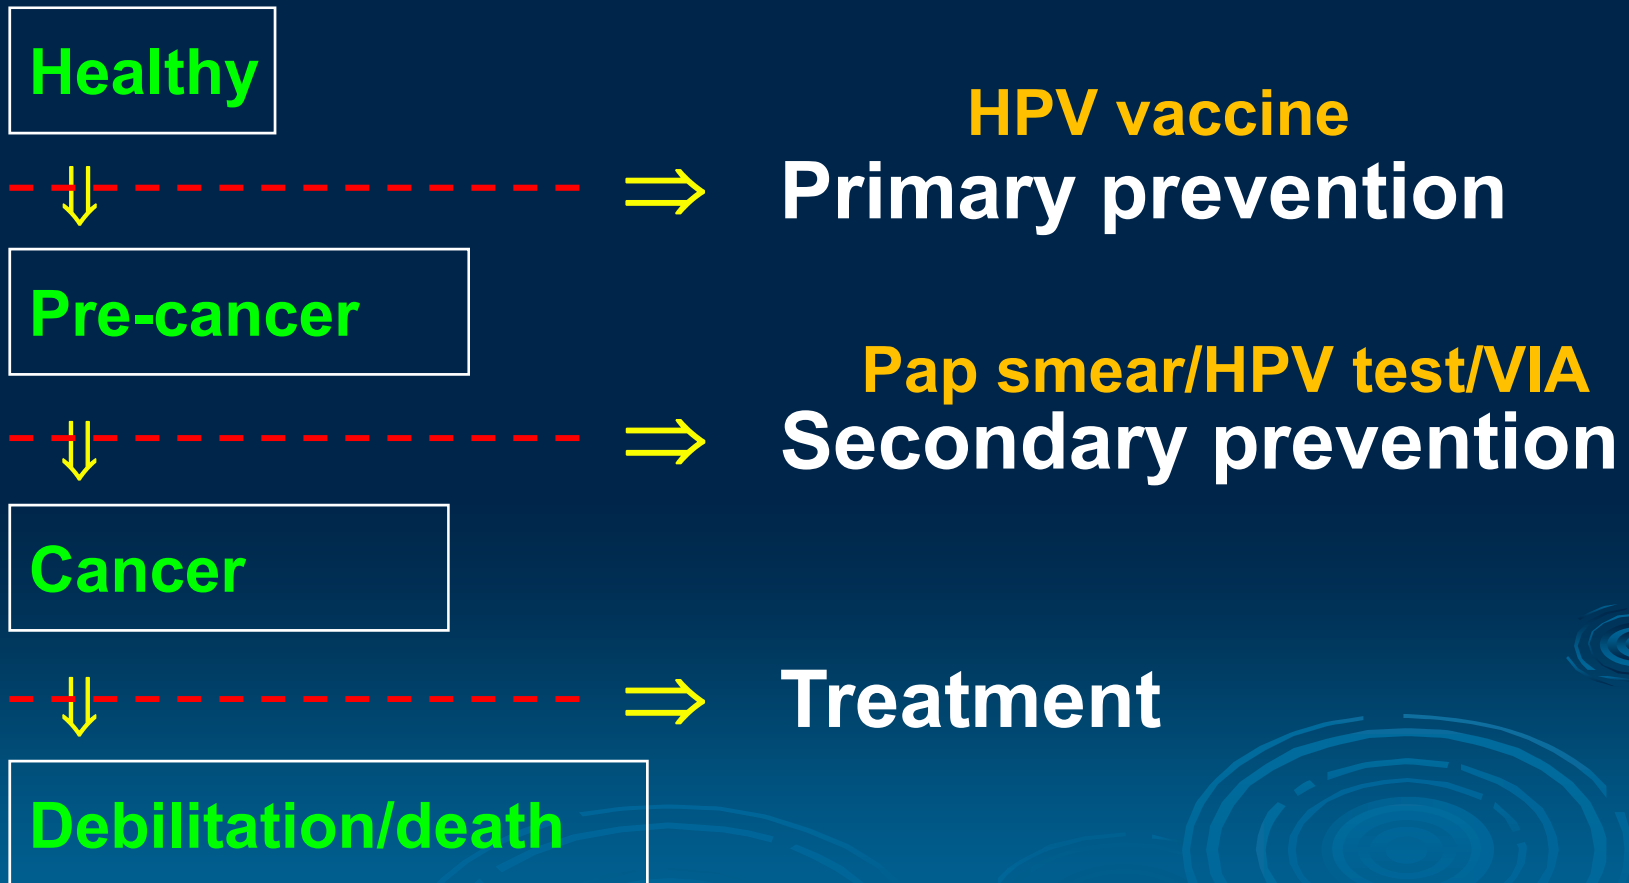 Healthy
HPV vaccine
⇓ ⇒ Primary prevention
Pre-cancer
Pap smear/HPV test/VIA
⇓ ⇒ Secondary prevention
Cancer
⇓ ⇒ Treatment
Debilitation/death